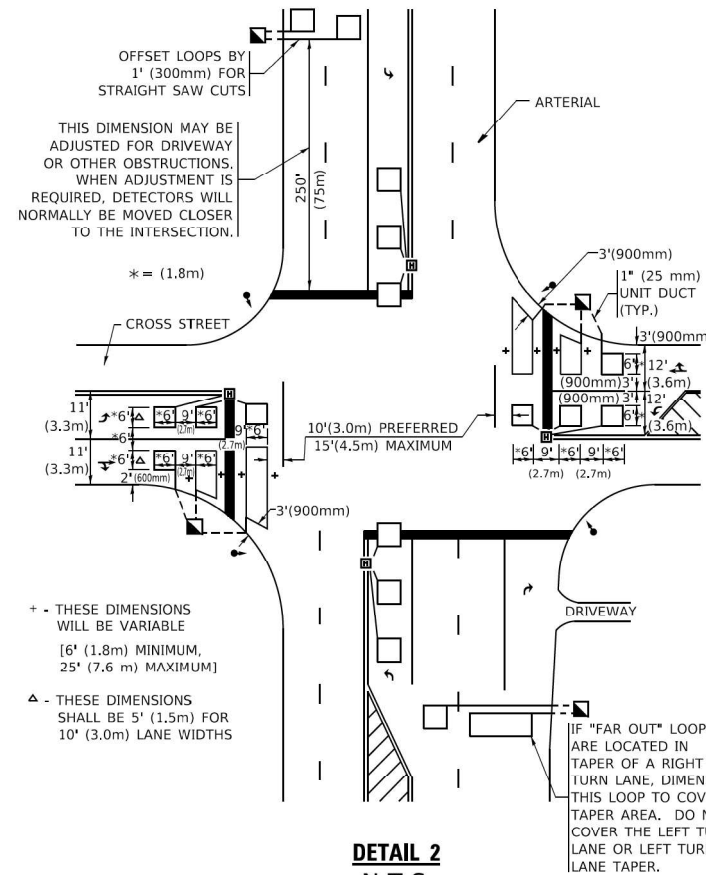 OFFSET LOOPS BY
1' (300mm) FOR
STRAIGHT SAW CUTS
THIS DIMENSION MAY BE
ADJUSTED FOR DRIVEWAY
OR OTHER OBSTRUCTIONS.
WHEN ADJUSTMENT IS
REQUIRED, DETECTORS WILL
NORMALLY BE MOVED CLOSER
TO THE INTERSECTION.
250'
(75m)
ARTERIAL
* = (1.8m)
CROSS STREET
3'(900mm)
1" (25 mm)
UNIT DUCT
(TYP.)
3'(900mm
6'*
12'
(3.6m)
(900mm)3'
(900mm)3'
12'
6'*
(3.6m)
H
*6' 9' *6' 9' *6'
(2.7m) (2.7m)
H
11'
(3.3m)
*6'
*6' 9' *6'
(2.7m)
*6'
9' *6'
(2.7m)
11'
(3.3m)
*6'
*6' 9' *6'
(2.7m)
2'(600mm)
10'(3.0m) PREFERRED
15'(4.5m) MAXIMUM
3'(900mm)
H
H
+ - THESE DIMENSIONS
WILL BE VARIABLE
[6' (1.8m) MINIMUM,
25' (7.6 m) MAXIMUM]
△ - THESE DIMENSIONS
SHALL BE 5' (1.5m) FOR
10' (3.0m) LANE WIDTHS
DRIVEWAY
IF "FAR OUT" LOOP
ARE LOCATED IN
TAPER OF A RIGHT
TURN LANE, DIMEN
THIS LOOP TO COV
TAPER AREA. DO N
COVER THE LEFT TU
LANE OR LEFT TUR
LANE TAPER.
DETAIL 2